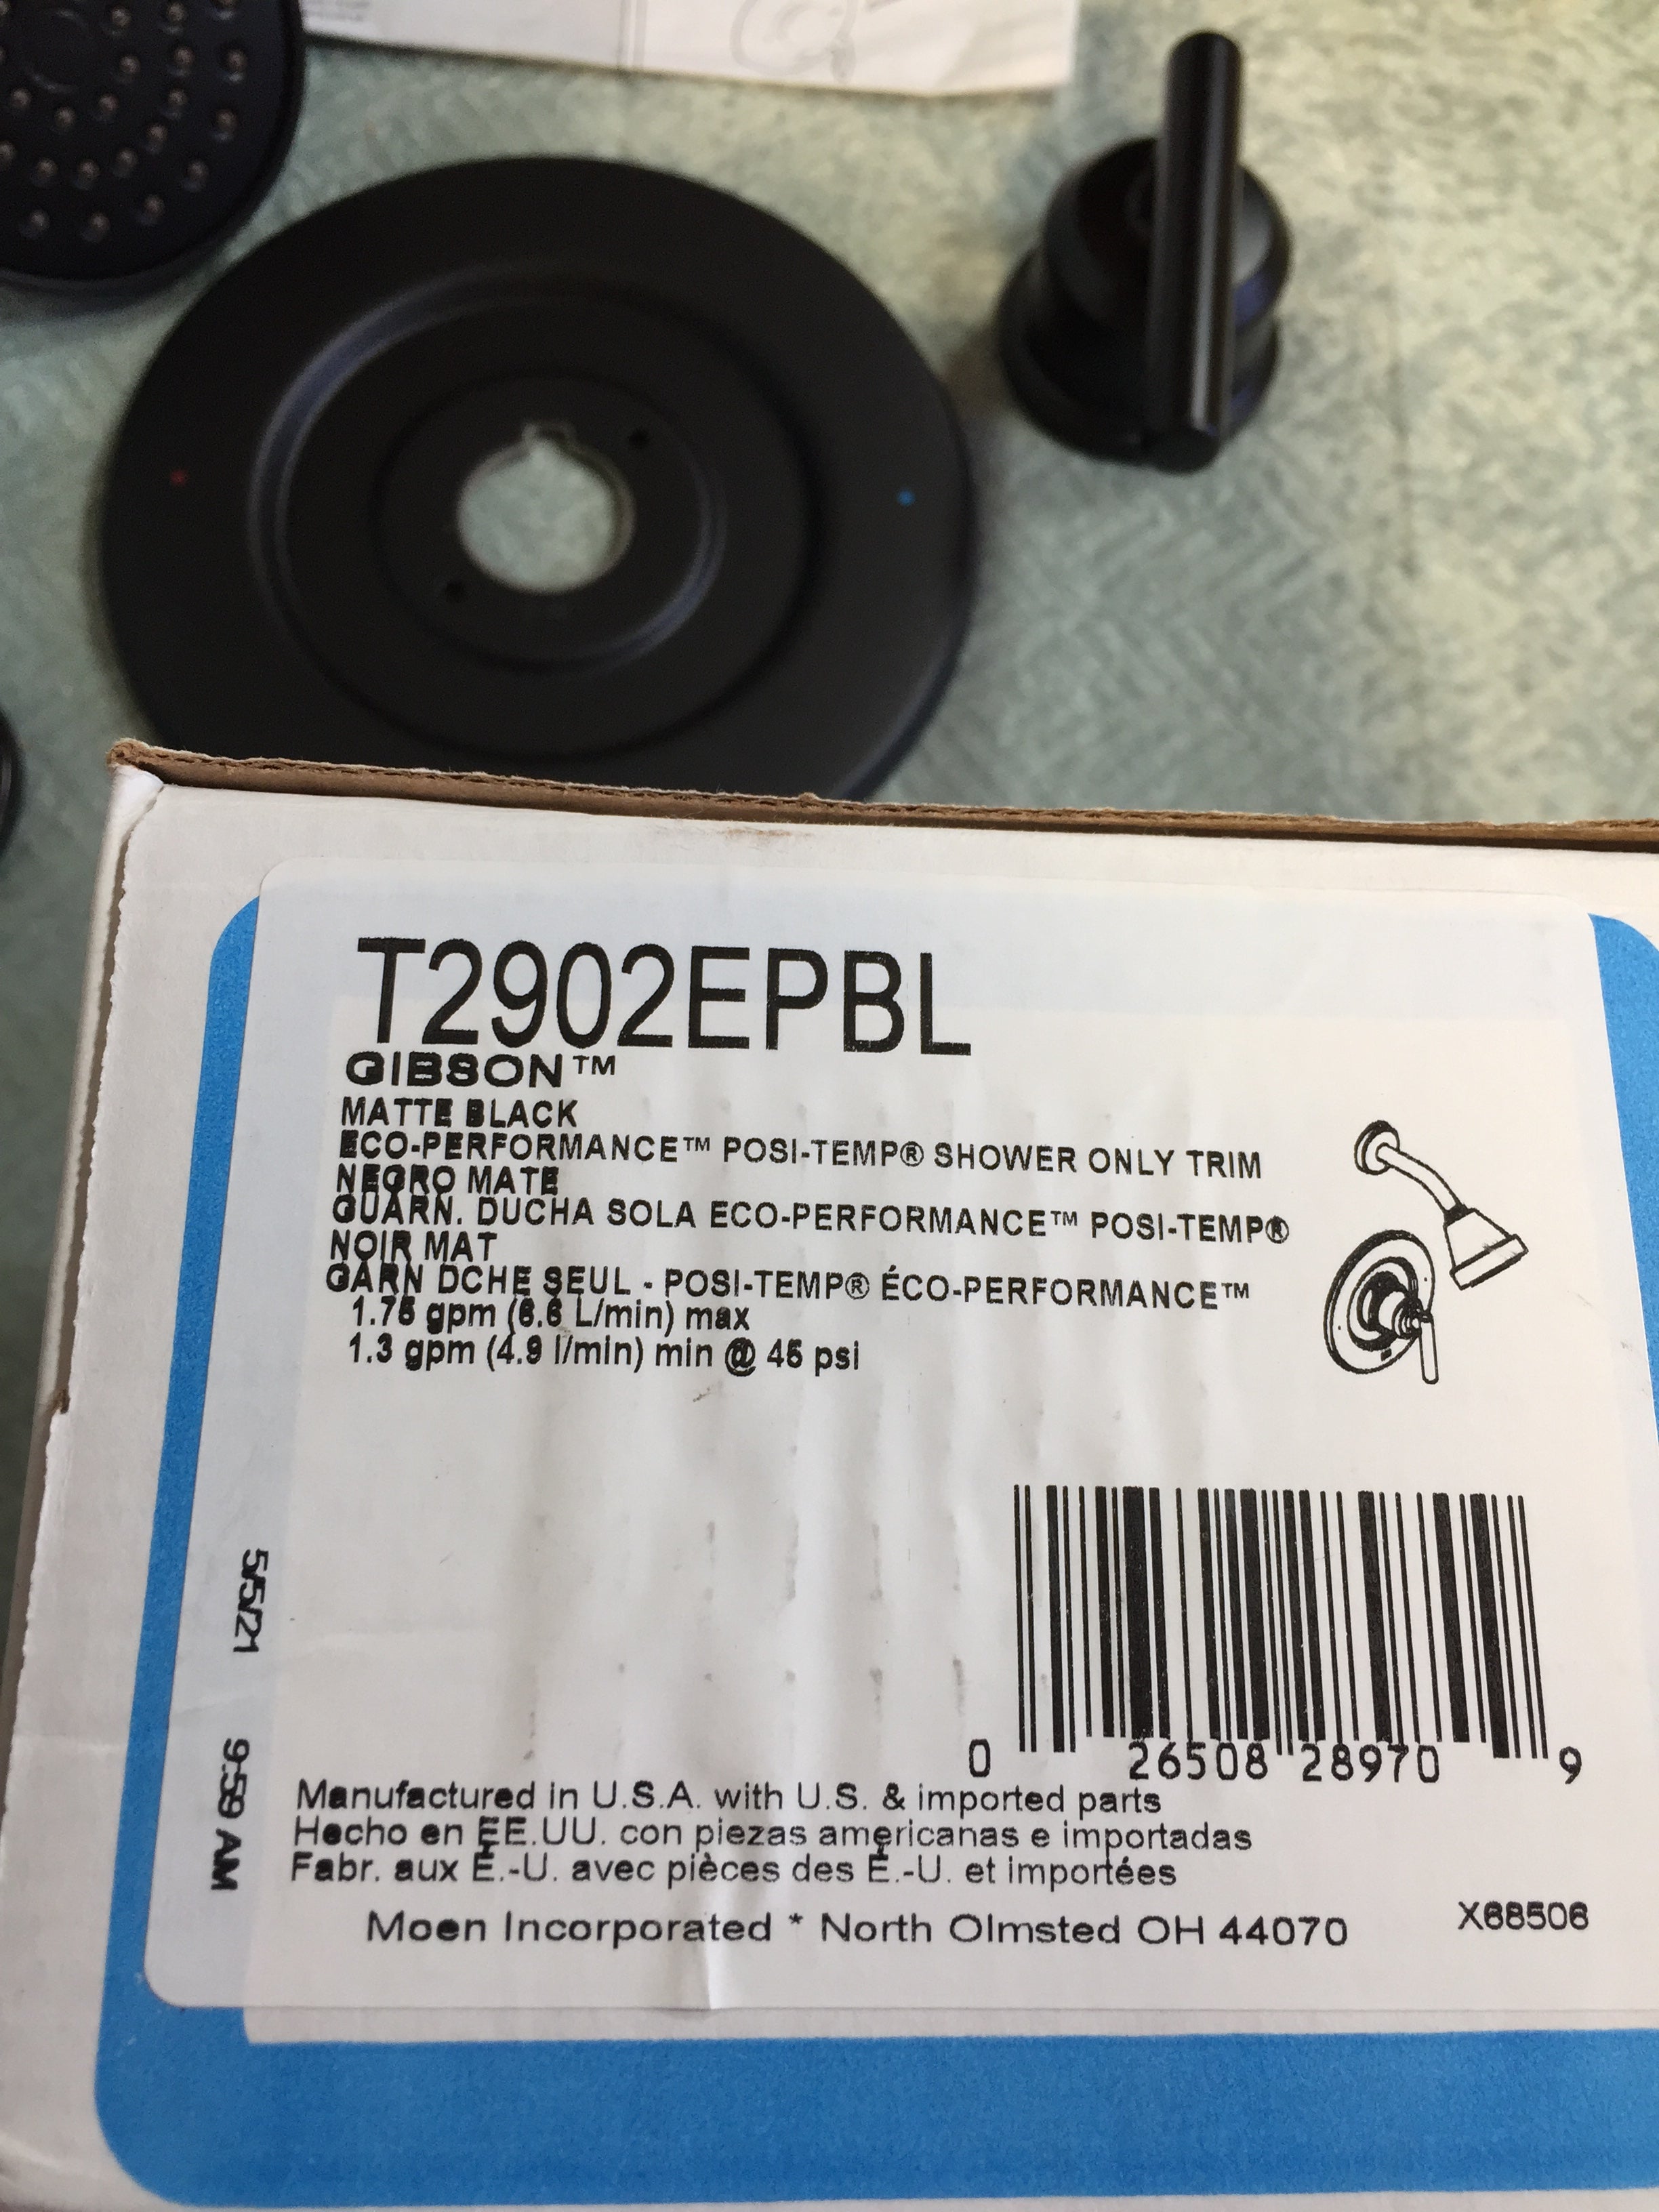 T2902EPBL
GIBSON™
MATTE BLACK
ECO-PERFORMANCE™ POSI-TEMP® SHOWER ONLY TRIM
NEGRO MATE
GUARN. DUCHA SOLA ECO-PERFORMANCE™ POSI-TEMP®
NOIR MAT
GARN DCHE SEUL - POSI-TEMP® ÉCO-PERFORMANCE™
1.75 gpm (6.6 L/min) max
1.3 gpm (4.9 l/min) min @ 45 psi
5/5/21 9:59 AM
0 26508 28970 9
Manufactured in U.S.A. with U.S. & imported parts
Hecho en EE.UU. con piezas americanas e importadas
Fabr. aux É.-U. avec pièces des É.-U. et importées
Moen Incorporated * North Olmsted OH 44070
X68506